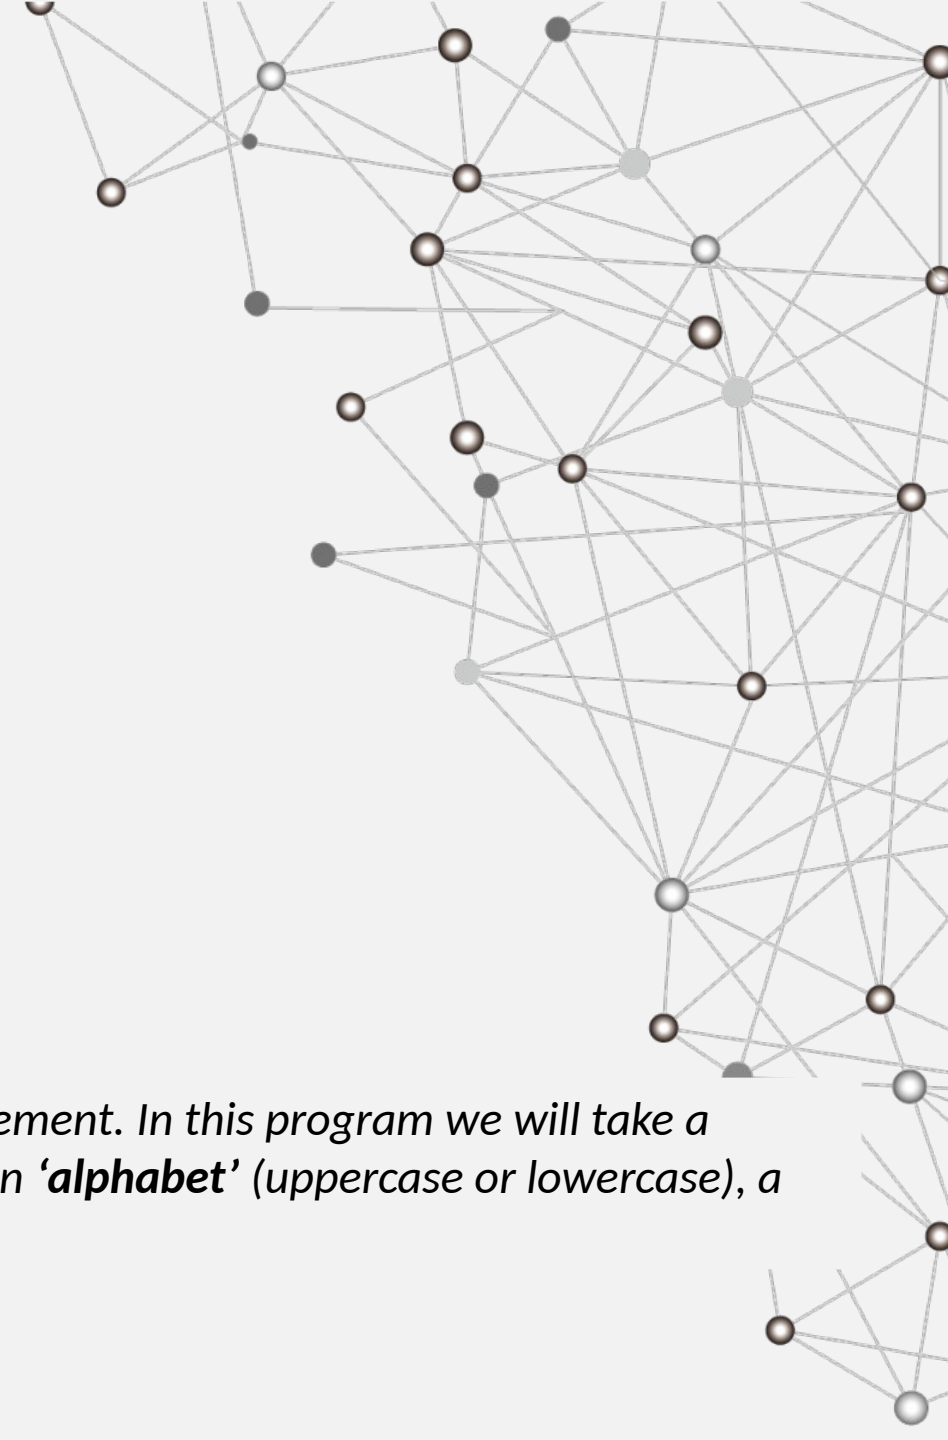 ement. In this program we will take a
n ‘alphabet’ (uppercase or lowercase), a